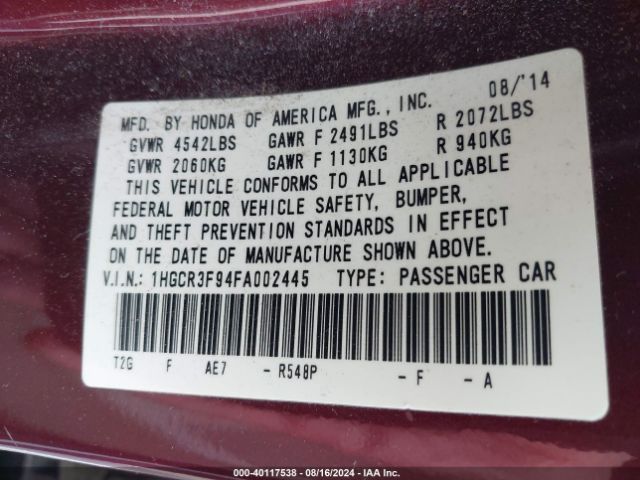 MFD. BY HONDA OF AMERICA MFG., INC. 08/'14
GVWR 4542LBS GAWR F 2491LBS R 2072LBS
GVWR 2060KG GAWR F 1130KG R 940KG
THIS VEHICLE CONFORMS TO ALL APPLICABLE
FEDERAL MOTOR VEHICLE SAFETY, BUMPER,
AND THEFT PREVENTION STANDARDS IN EFFECT
ON THE DATE OF MANUFACTURE SHOWN ABOVE.
V.I.N.: 1HGCR3F94FA002445 TYPE: PASSENGER CAR
T2G F AE7 - R548P - F - A
000-40117538 - 08/16/2024 - IAA Inc.